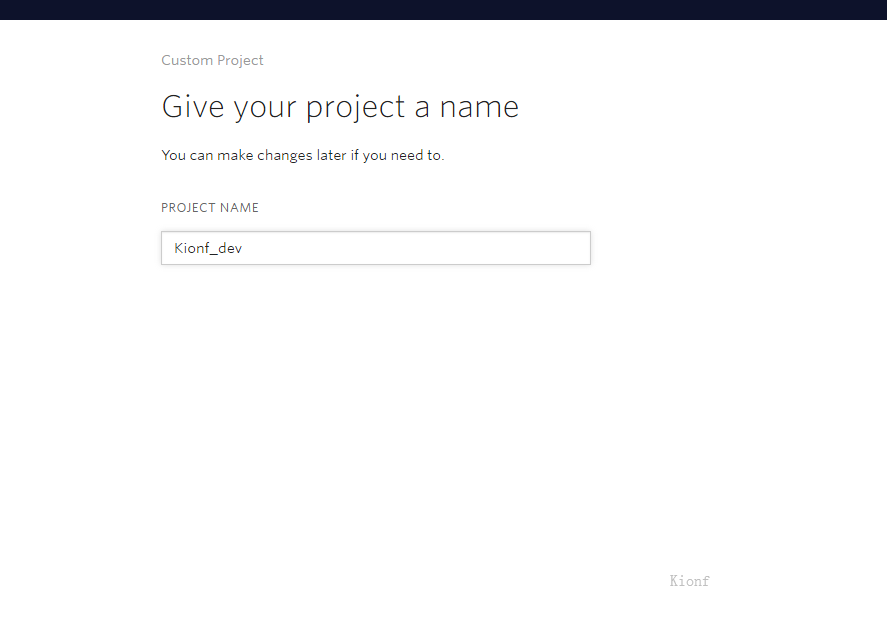 Custom Project
Give your project a name
You can make changes later if you need to.
PROJECT NAME
Kionf_dev
Kionf